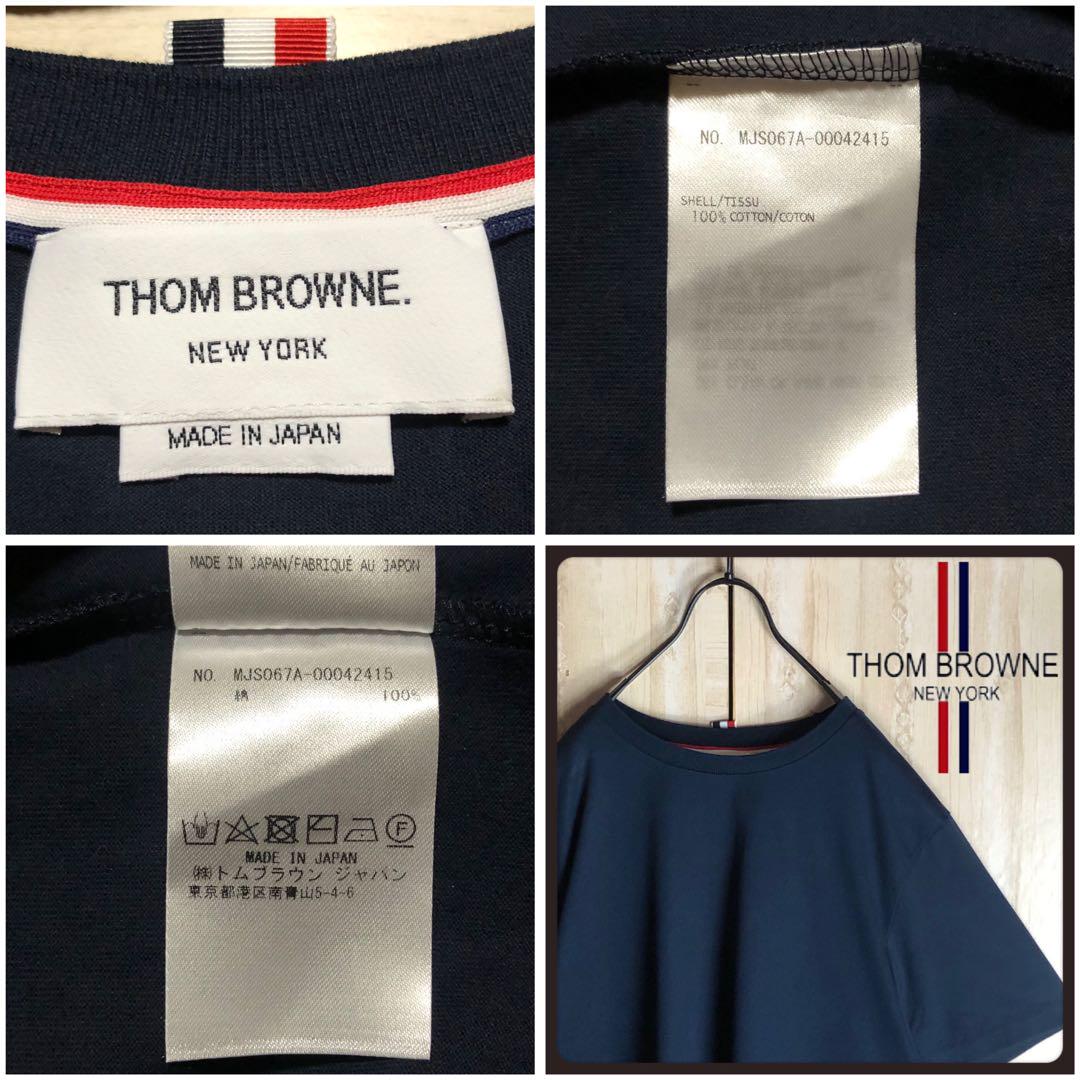 THOM BROWNE.
NEW YORK
MADE IN JAPAN
NO. MJS067A-00042415
SHELL/TISSU
100% COTTON/COTON
MADE IN JAPAN/FABRIQUÉ AU JAPON
NO. MJS067A-00042415
綿 100%
F
MADE IN JAPAN
㈱トムブラウン ジャパン
東京都港区南青山5-4-6
THOM BROWNE
NEW YORK